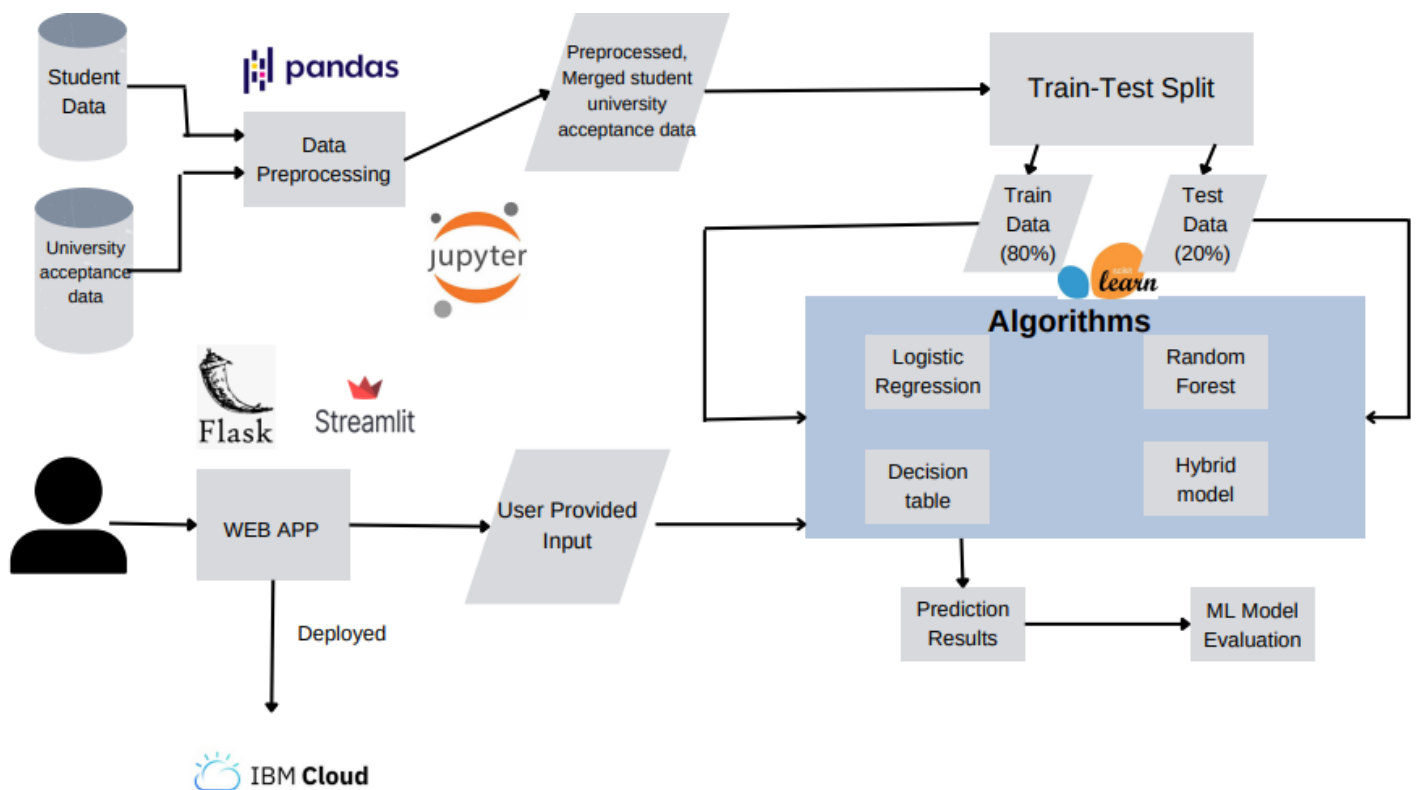 Student
Data
pandas
Data
Preprocessing
Preprocessed,
Merged student
university
acceptance data
Train-Test Split
Train
Data
(80%)
Test
Data
(20%)
University
acceptance
data
jupyter
scikit
learn
Algorithms
Logistic
Regression
Random
Forest
Decision
table
Hybrid
model
Flask
Streamlit
WEB APP
User Provided
Input
Deployed
Prediction
Results
ML Model
Evaluation
IBM Cloud